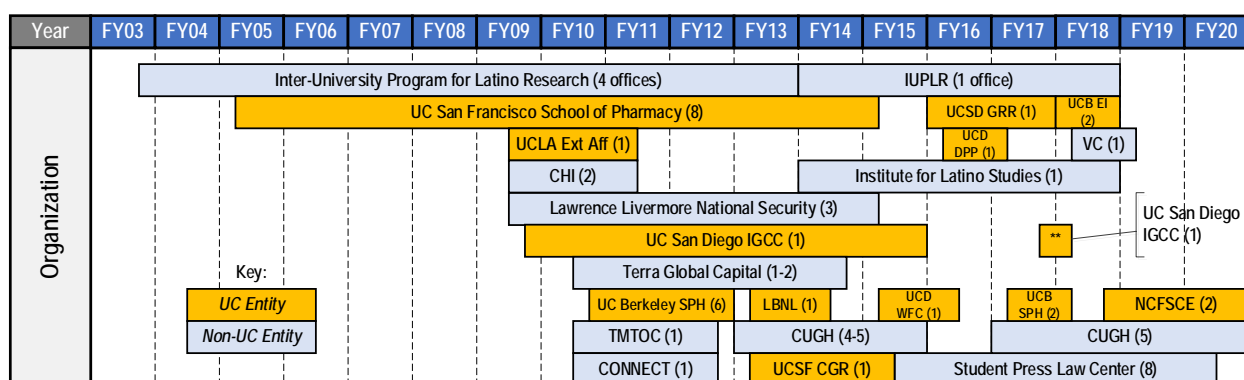 Year FY03 FY04 FY05 FY06 FY07 FY08 FY09 FY10 FY11 FY12 FY13 FY14 FY15 FY16 FY17 FY18 FY19 FY20
Organization
Inter-University Program for Latino Research (4 offices) IUPLR (1 office)
UC San Francisco School of Pharmacy (8) UCSD GRR (1) UCB EI
(2)
UCLA Ext Aff (1) UCD
DPP (1) VC (1)
CHI (2) Institute for Latino Studies (1)
Lawrence Livermore National Security (3)
UC San Diego IGCC (1) ** UC San Diego
IGCC (1)
Key: Terra Global Capital (1-2)
UC Entity UC Berkeley SPH (6) LBNL (1) UCD
WFC (1) UCB
SPH (2) NCFSCE (2)
Non-UC Entity TMTOC (1) CUGH (4-5) CUGH (5)
CONNECT (1) UCSF CGR (1) Student Press Law Center (8)